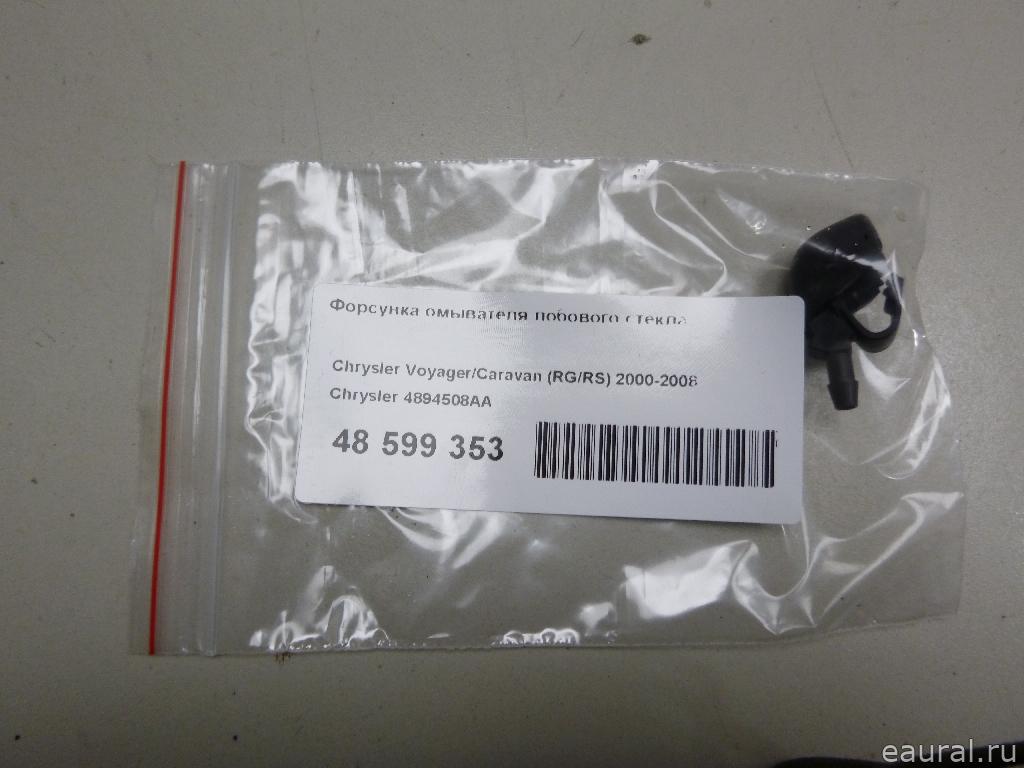 Форсунка омывателя лобового стекла
Chrysler Voyager/Caravan (RG/RS) 2000-2008
Chrysler 4894508AA
48 599 353
eaural.ru